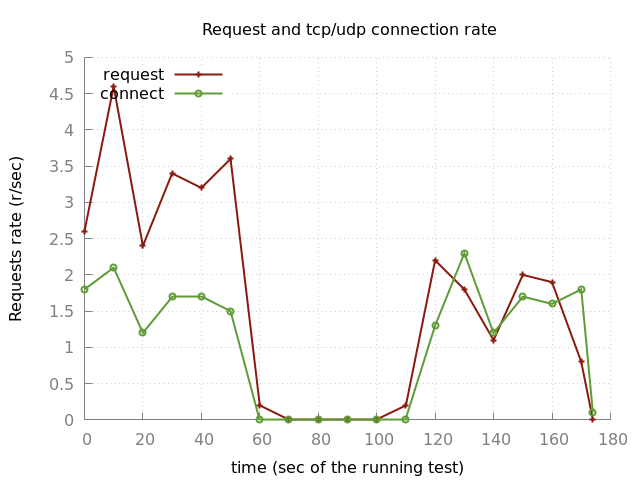 Request and tcp/udp connection rate
request
connect
Requests rate (r/sec)
5
4.5
4
3.5
3
2.5
2
1.5
1
0.5
0
0 20 40 60 80 100 120 140 160 180
time (sec of the running test)